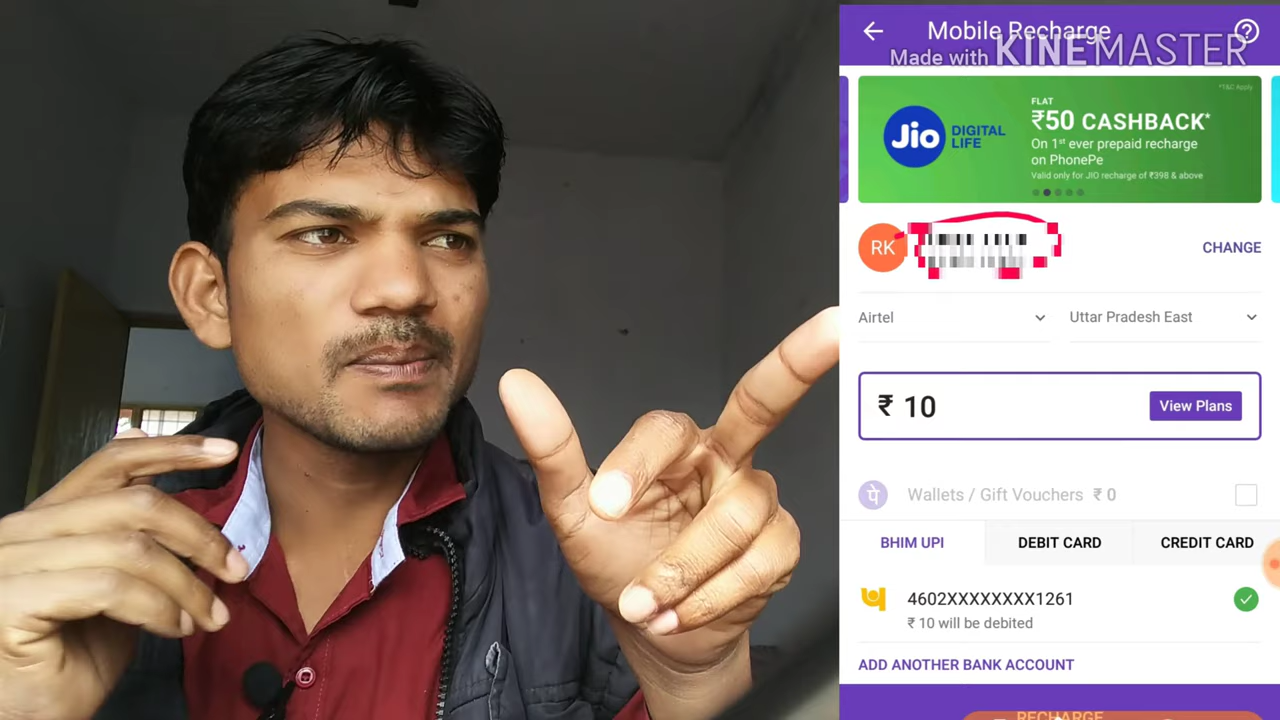 Mobile Recharge
Made with KINEMASTER
*T&C Apply
Jio DIGITAL LIFE
FLAT
₹50 CASHBACK*
On 1st ever prepaid recharge
on PhonePe
Valid only for JIO recharge of ₹398 & above
RK
CHANGE
Airtel
Uttar Pradesh East
₹ 10
View Plans
पे
Wallets / Gift Vouchers ₹ 0
BHIM UPI
DEBIT CARD
CREDIT CARD
4602XXXXXXXX1261
₹ 10 will be debited
ADD ANOTHER BANK ACCOUNT
RECHARGE